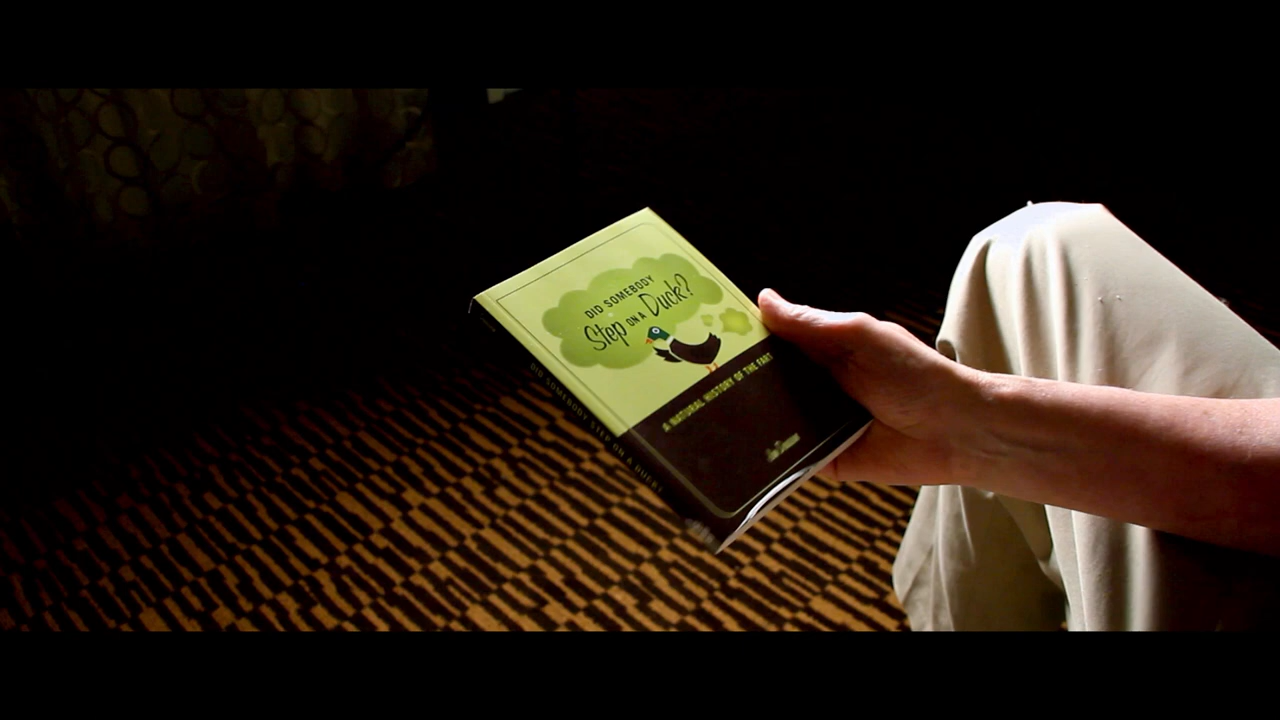 DID SOMEBODY
Step ON A Duck?
A NATURAL HISTORY OF THE FART
DID SOMEBODY STEP ON A DUCK?